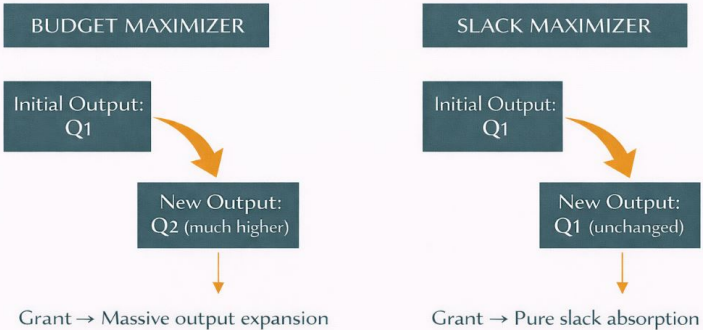 BUDGET MAXIMIZER
Initial Output:
Q1
New Output:
Q2 (much higher)
Grant → Massive output expansion
SLACK MAXIMIZER
Initial Output:
Q1
New Output:
Q1 (unchanged)
Grant → Pure slack absorption